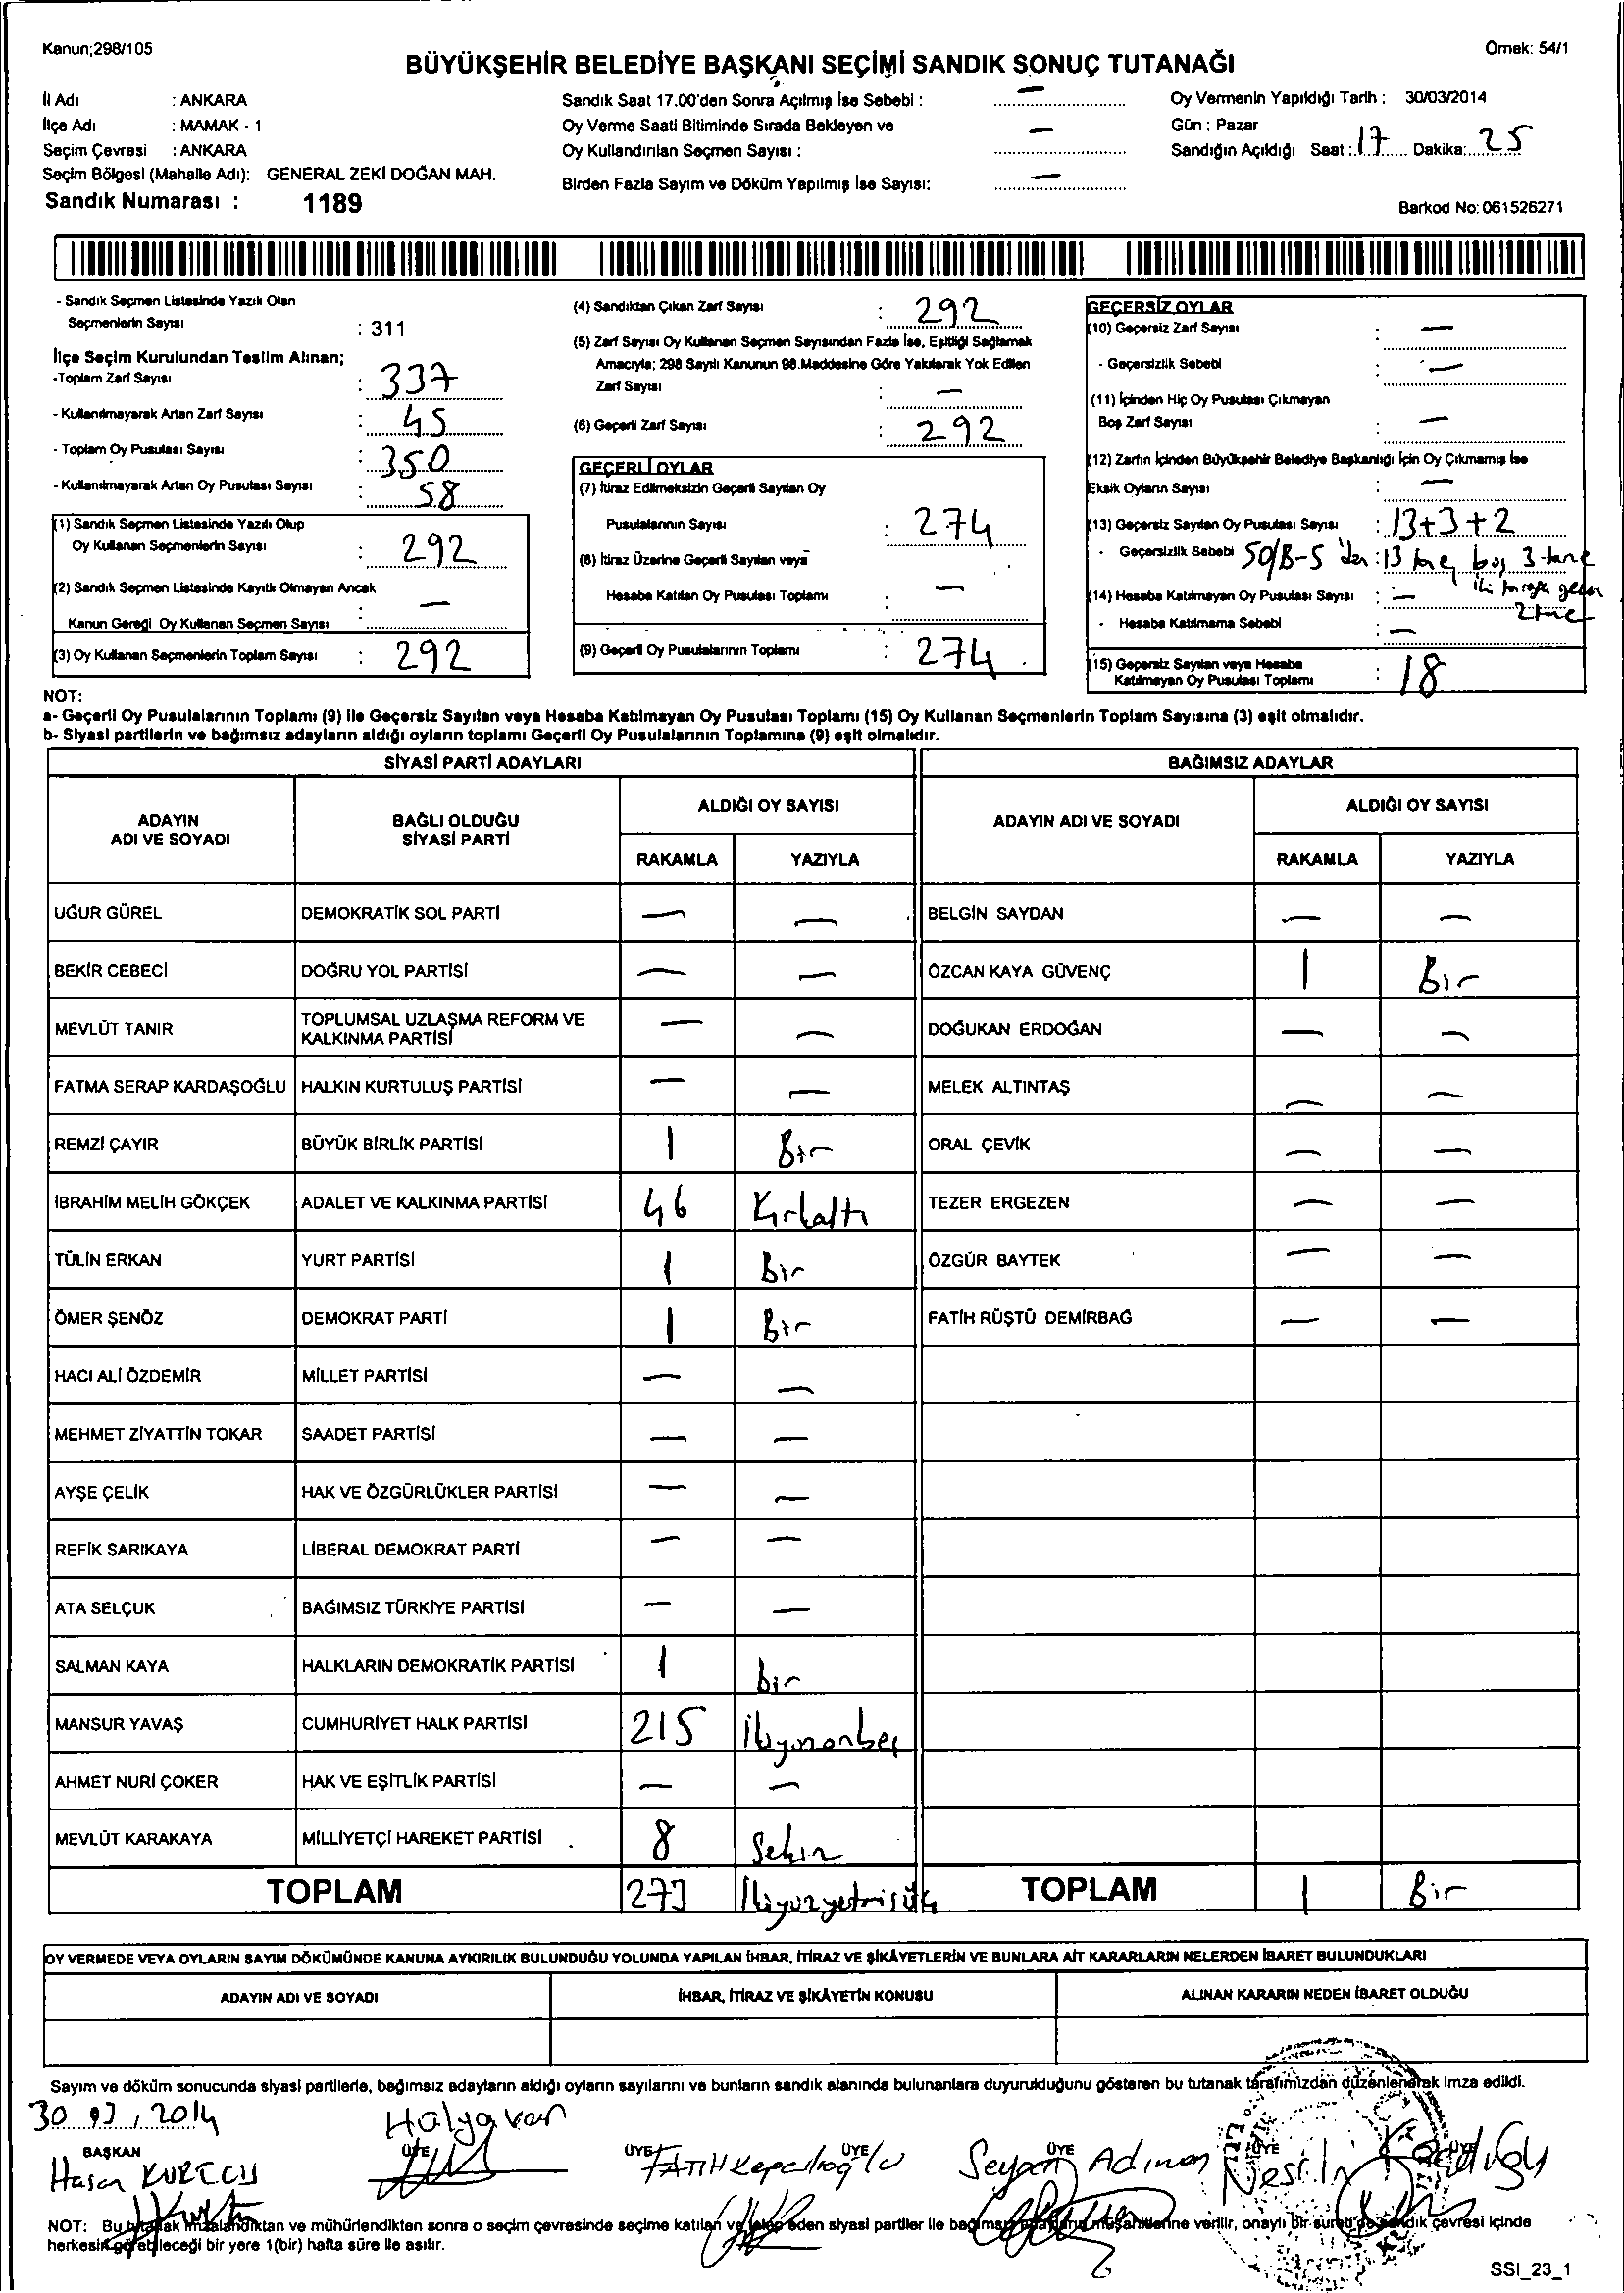 Kanun;298/105
Örnek: 54/1
BÜYÜKŞEHİR BELEDİYE BAŞKANI SEÇİMİ SANDIK SONUÇ TUTANAĞI
İl Adı : ANKARA
İlçe Adı : MAMAK - 1
Seçim Çevresi : ANKARA
Seçim Bölgesi (Mahalle Adı): GENERAL ZEKİ DOĞAN MAH.
Sandık Numarası : 1189
Sandık Saat 17.00'den Sonra Açılmış İse Sebebi : —
Oy Verme Saati Bitiminde Sırada Bekleyen ve
Oy Kullandırılan Seçmen Sayısı : —
Birden Fazla Sayım ve Döküm Yapılmış İse Sayısı: —
Oy Vermenin Yapıldığı Tarih : 30/03/2014
Gün : Pazar
Sandığın Açıldığı Saat : 17 Dakika: 25
Barkod No: 061526271
- Sandık Seçmen Listesinde Yazılı Olan
Seçmenlerin Sayısı : 311
İlçe Seçim Kurulundan Teslim Alınan;
-Toplam Zarf Sayısı : 337
- Kullanılmayarak Artan Zarf Sayısı : 45
- Toplam Oy Pusulası Sayısı : 350
- Kullanılmayarak Artan Oy Pusulası Sayısı : 58
(1) Sandık Seçmen Listesinde Yazılı Olup
Oy Kullanan Seçmenlerin Sayısı : 292
(2) Sandık Seçmen Listesinde Kayıtlı Olmayan Ancak
Kanun Gereği Oy Kullanan Seçmen Sayısı : —
(3) Oy Kullanan Seçmenlerin Toplam Sayısı : 292
(4) Sandıktan Çıkan Zarf Sayısı : 292
(5) Zarf Sayısı Oy Kullanan Seçmen Sayısından Fazla İse, Eşitliği Sağlamak
Amacıyla; 298 Sayılı Kanunun 98.Maddesine Göre Yakılarak Yok Edilen
Zarf Sayısı : —
(6) Geçerli Zarf Sayısı : 292
GEÇERLİ OYLAR
(7) İtiraz Edilmeksizin Geçerli Sayılan Oy
Pusulalarının Sayısı : 274
(8) İtiraz Üzerine Geçerli Sayılan veya
Hesaba Katılan Oy Pusulası Toplamı —
(9) Geçerli Oy Pusulalarının Toplamı : 274
GEÇERSİZ OYLAR
(10) Geçersiz Zarf Sayısı : —
- Geçersizlik Sebebi : —
(11) İçinden Hiç Oy Pusulası Çıkmayan
Boş Zarf Sayısı : —
(12) Zarfın İçinden Büyükşehir Belediye Başkanlığı İçin Oy Çıkmamış İse
Eksik Oyların Sayısı : —
(13) Geçersiz Sayılan Oy Pusulası Sayısı : 13+3+2
- Geçersizlik Sebebi : 13 tane boş 3 tane
2 tane
(14) Hesaba Katılmayan Oy Pusulası Sayısı : —
- Hesaba Katılmama Sebebi : —
(15) Geçersiz Sayılan veya Hesaba
Katılmayan Oy Pusulası Toplamı : 18
NOT:
a- Geçerli Oy Pusulalarının Toplamı (9) ile Geçersiz Sayılan veya Hesaba Katılmayan Oy Pusulası Toplamı (15) Oy Kullanan Seçmenlerin Toplam Sayısına (3) eşit olmalıdır.
b- Siyasi partilerin ve bağımsız adayların aldığı oyların toplamı Geçerli Oy Pusulalarının Toplamına (9) eşit olmalıdır.
SİYASİ PARTİ ADAYLARI
BAĞIMSIZ ADAYLAR
ADAYIN
ADI VE SOYADI
BAĞLI OLDUĞU
SİYASİ PARTİ
ALDIĞI OY SAYISI
RAKAMLA YAZIYLA
ADAYIN ADI VE SOYADI
ALDIĞI OY SAYISI
RAKAMLA YAZIYLA
UĞUR GÜREL DEMOKRATİK SOL PARTİ — — BELGİN SAYDAN — —
BEKİR CEBECİ DOĞRU YOL PARTİSİ — — ÖZCAN KAYA GÜVENÇ 1 Bir
MEVLÜT TANIR TOPLUMSAL UZLAŞMA REFORM VE
KALKINMA PARTİSİ — — DOĞUKAN ERDOĞAN — —
FATMA SERAP KARDAŞOĞLU HALKIN KURTULUŞ PARTİSİ — — MELEK ALTINTAŞ — —
REMZİ ÇAYIR BÜYÜK BİRLİK PARTİSİ 1 Bir ORAL ÇEVİK — —
İBRAHİM MELİH GÖKÇEK ADALET VE KALKINMA PARTİSİ 46 Kırkaltı TEZER ERGEZEN — —
TÜLİN ERKAN YURT PARTİSİ 1 Bir ÖZGÜR BAYTEK — —
ÖMER ŞENÖZ DEMOKRAT PARTİ 1 Bir FATİH RÜŞTÜ DEMİRBAĞ — —
HACI ALİ ÖZDEMİR MİLLET PARTİSİ — —
MEHMET ZİYATTİN TOKAR SAADET PARTİSİ — —
AYŞE ÇELİK HAK VE ÖZGÜRLÜKLER PARTİSİ — —
REFİK SARIKAYA LİBERAL DEMOKRAT PARTİ — —
ATA SELÇUK BAĞIMSIZ TÜRKİYE PARTİSİ — —
SALMAN KAYA HALKLARIN DEMOKRATİK PARTİSİ 1 bir
MANSUR YAVAŞ CUMHURİYET HALK PARTİSİ 215 İkiyüzonbeş
AHMET NURİ ÇOKER HAK VE EŞİTLİK PARTİSİ — —
MEVLÜT KARAKAYA MİLLİYETÇİ HAREKET PARTİSİ 8 Sekiz
TOPLAM 273 İkiyüzyetmişüç TOPLAM 1 Bir
OY VERMEDE VEYA OYLARIN SAYIM DÖKÜMÜNDE KANUNA AYKIRILIK BULUNDUĞU YOLUNDA YAPILAN İHBAR, İTİRAZ VE ŞİKÂYETLERİN VE BUNLARA AİT KARARLARIN NELERDEN İBARET BULUNDUKLARI
ADAYIN ADI VE SOYADI İHBAR, İTİRAZ VE ŞİKÂYETİN KONUSU ALINAN KARARIN NEDEN İBARET OLDUĞU
Sayım ve döküm sonucunda siyasi partilerle, bağımsız adayların aldığı oyların sayılarını ve bunların sandık alanında bulunanlara duyurulduğunu gösteren bu tutanak tarafımızdan düzenlenerek imza edildi.
30.03.2014
BAŞKAN ÜYE ÜYE ÜYE ÜYE ÜYE ÜYE
Hasan KURTCU FATIH
NOT: Bu tutanak imzalandıktan ve mühürlendikten sonra o seçim çevresinde seçime katılan ve talep eden siyasi partiler ile bağımsız aday müşahitlerine verilir, onaylı bir sureti de sandık çevresi içinde
herkesin görebileceği bir yere 1(bir) hafta süre ile asılır.
SSI_23_1